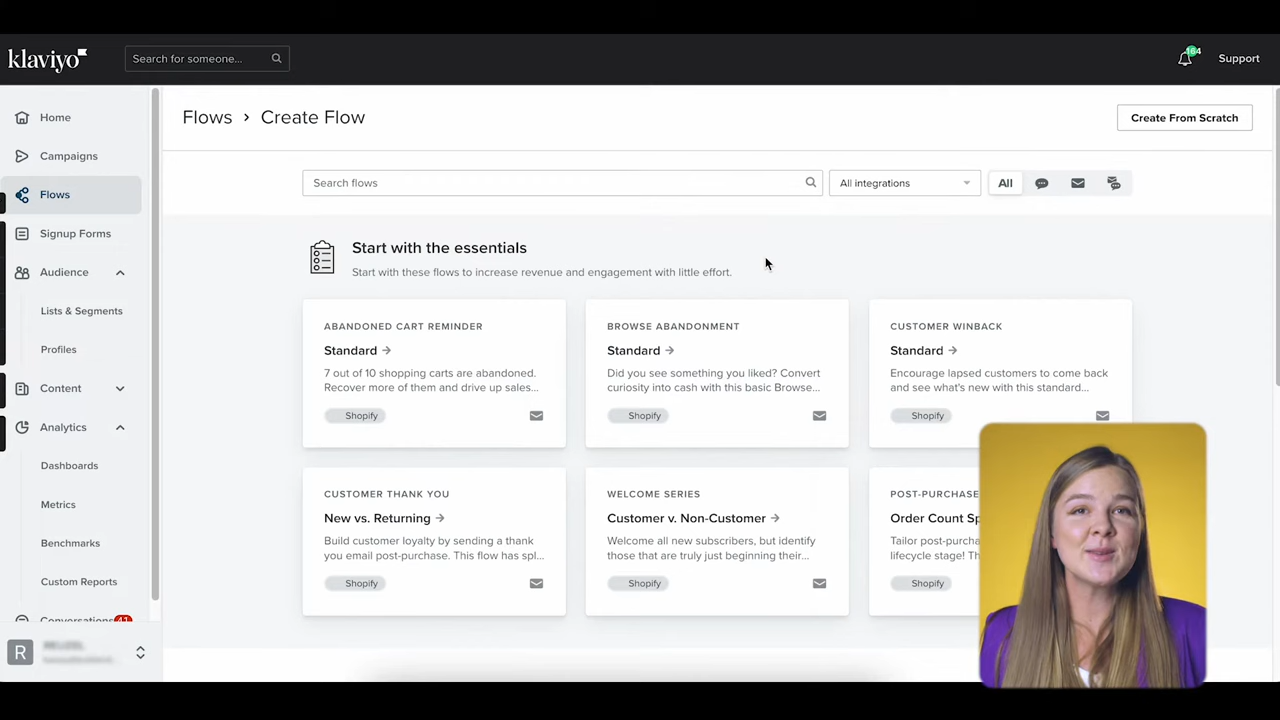 klaviyo
Search for someone...
164
Support
Home
Campaigns
Flows
Signup Forms
Audience
Lists & Segments
Profiles
Content
Analytics
Dashboards
Metrics
Benchmarks
Custom Reports
Conversations
R
Flows > Create Flow
Create From Scratch
Search flows
All integrations
All
Start with the essentials
Start with these flows to increase revenue and engagement with little effort.
ABANDONED CART REMINDER
Standard →
7 out of 10 shopping carts are abandoned.
Recover more of them and drive up sales...
Shopify
BROWSE ABANDONMENT
Standard →
Did you see something you liked? Convert
curiosity into cash with this basic Browse...
Shopify
CUSTOMER WINBACK
Standard →
Encourage lapsed customers to come back
and see what's new with this standard...
Shopify
CUSTOMER THANK YOU
New vs. Returning →
Build customer loyalty by sending a thank
you email post-purchase. This flow has spl...
Shopify
WELCOME SERIES
Customer v. Non-Customer →
Welcome all new subscribers, but identify
those that are truly just beginning their...
Shopify
POST-PURCHASE
Order Count Sp
Tailor post-purcha
lifecycle stage! Th
Shopify